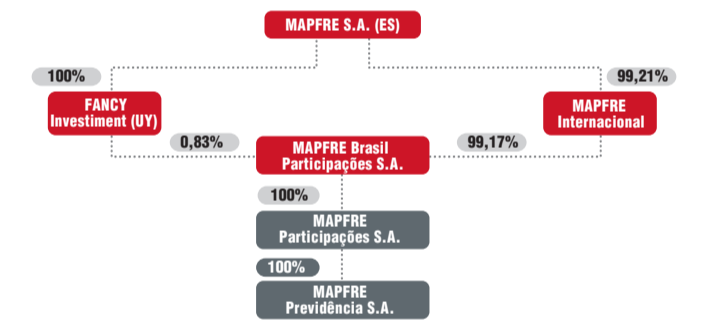 MAPFRE S.A. (ES)
100%
99,21%
FANCY
Investiment (UY)
MAPFRE
Internacional
0,83%
99,17%
MAPFRE Brasil
Participações S.A.
100%
MAPFRE
Participações S.A.
100%
MAPFRE
Previdência S.A.